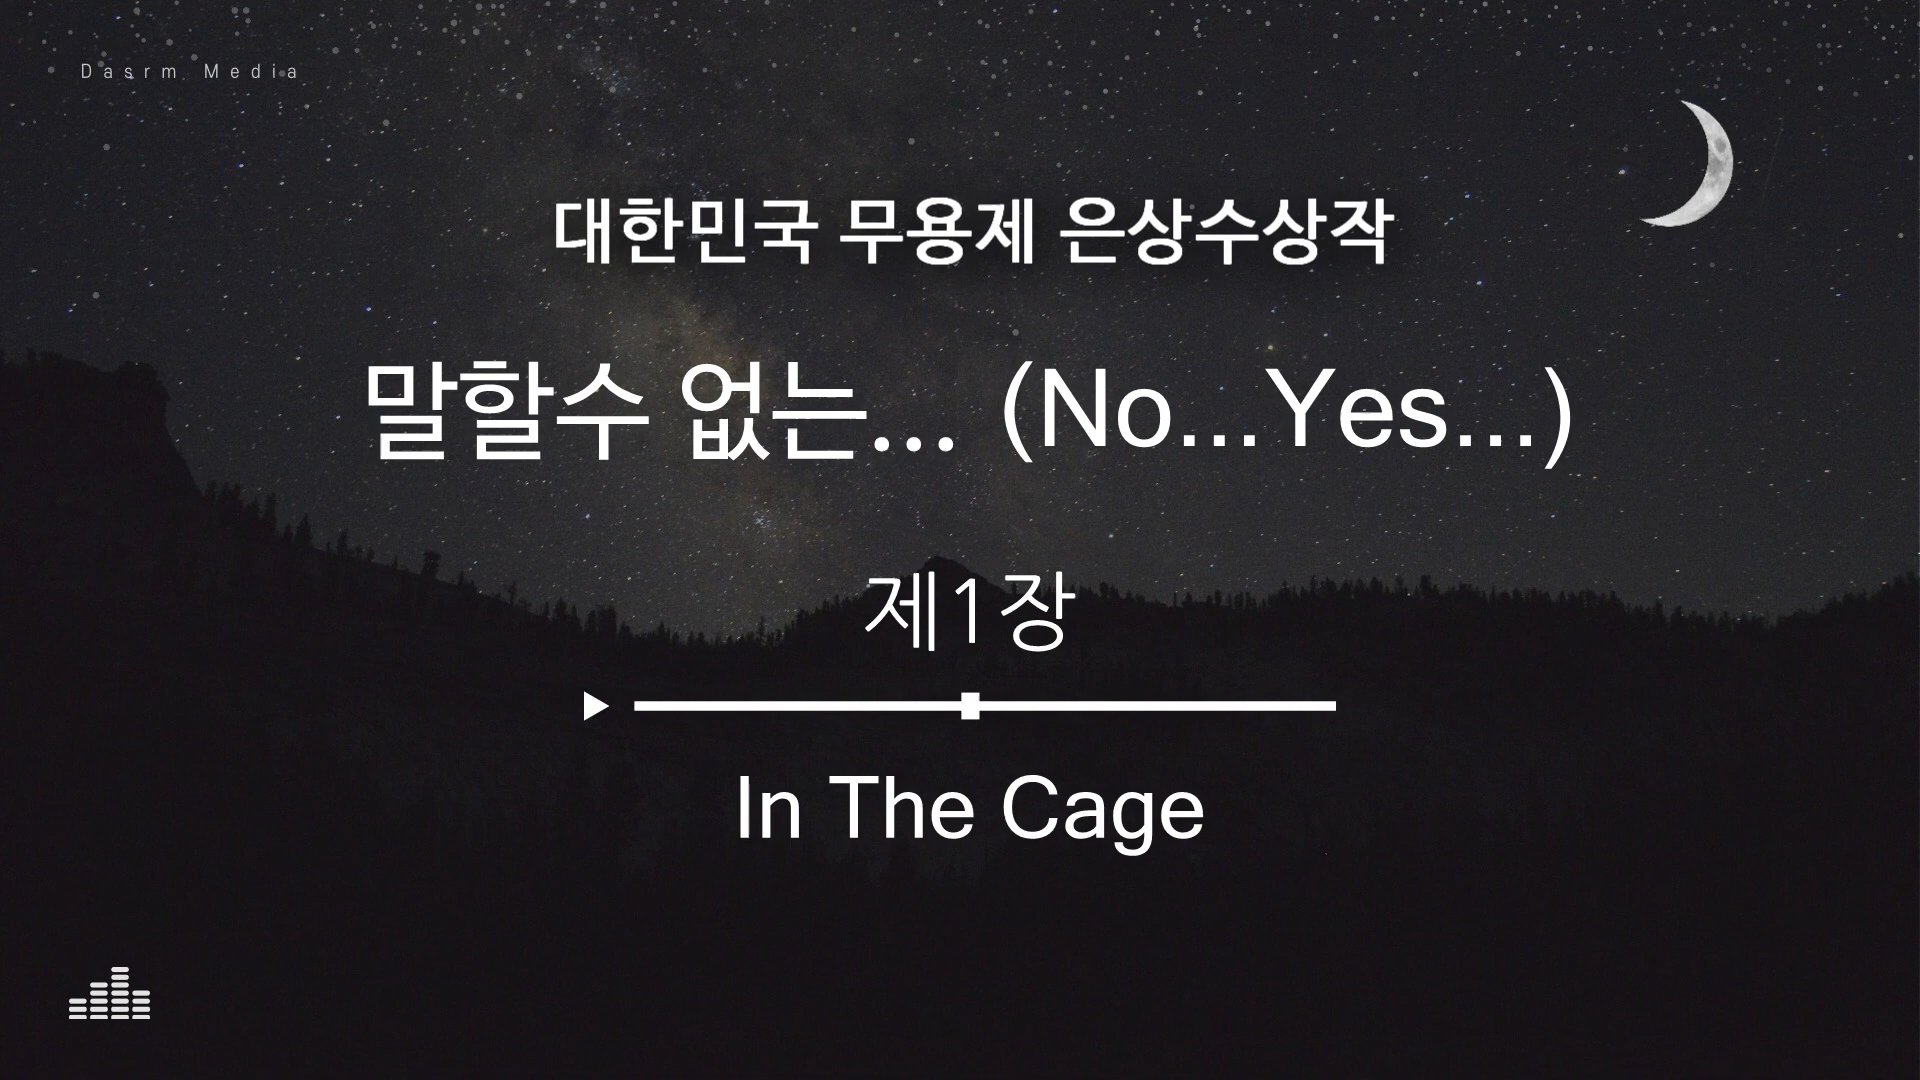 Dasrm Media
대한민국 무용제 은상수상작
말할수 없는... (No...Yes...)
제1장
In The Cage